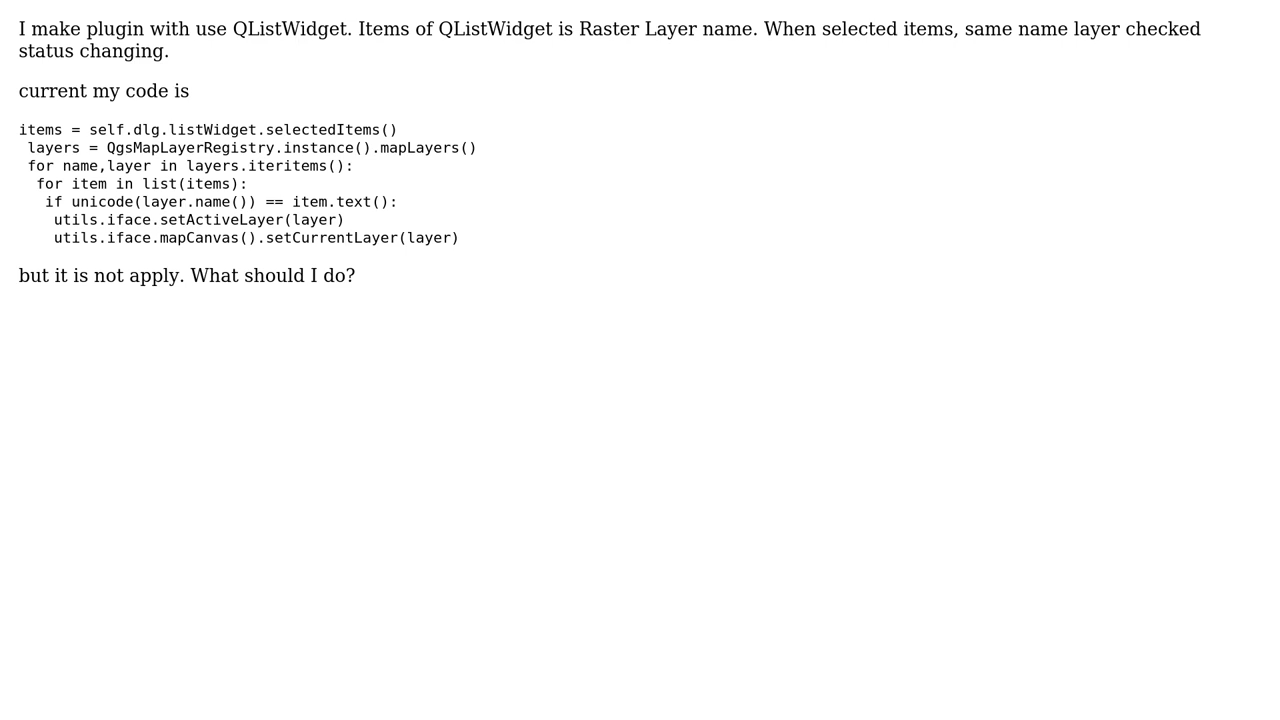 I make plugin with use QListWidget. Items of QListWidget is Raster Layer name. When selected items, same name layer checked
status changing.
current my code is
items = self.dlg.listWidget.selectedItems()
 layers = QgsMapLayerRegistry.instance().mapLayers()
 for name,layer in layers.iteritems():
  for item in list(items):
   if unicode(layer.name()) == item.text():
    utils.iface.setActiveLayer(layer)
    utils.iface.mapCanvas().setCurrentLayer(layer)
but it is not apply. What should I do?